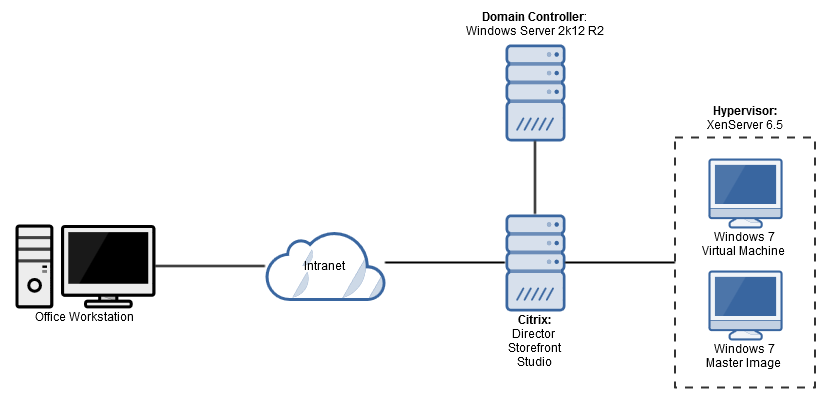 Domain Controller:
Windows Server 2k12 R2
Hypervisor:
XenServer 6.5
Windows 7
Virtual Machine
Intranet
Office Workstation
Citrix:
Director
Storefront
Studio
Windows 7
Master Image